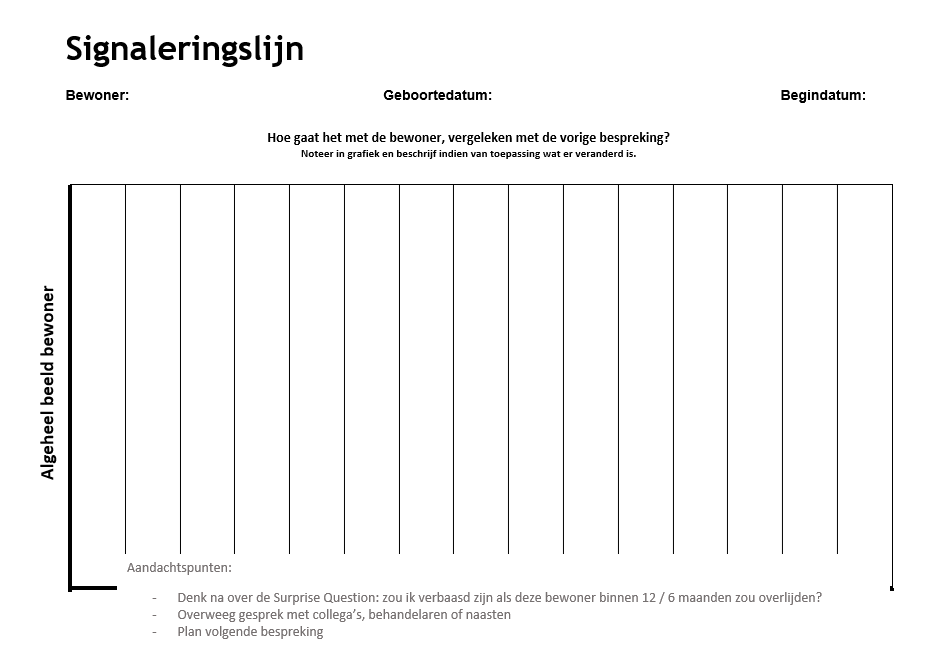 Signaleringslijn
Bewoner: Geboortedatum: Begindatum:
Hoe gaat het met de bewoner, vergeleken met de vorige bespreking?
Noteer in grafiek en beschrijf indien van toepassing wat er veranderd is.
Algeheel beeld bewoner
Aandachtspunten:
- Denk na over de Surprise Question: zou ik verbaasd zijn als deze bewoner binnen 12 / 6 maanden zou overlijden?
- Overweeg gesprek met collega’s, behandelaren of naasten
- Plan volgende bespreking